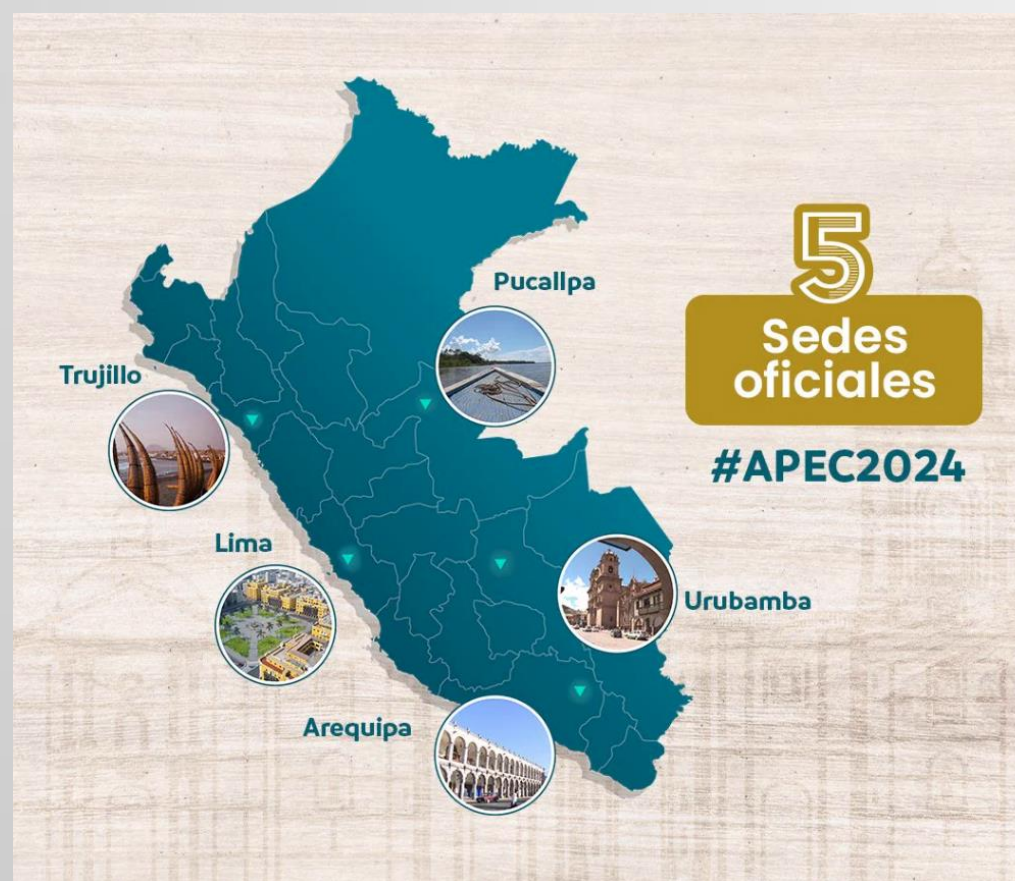 Pucallpa
Trujillo
Lima
Urubamba
Arequipa
5
Sedes
oficiales
#APEC2024